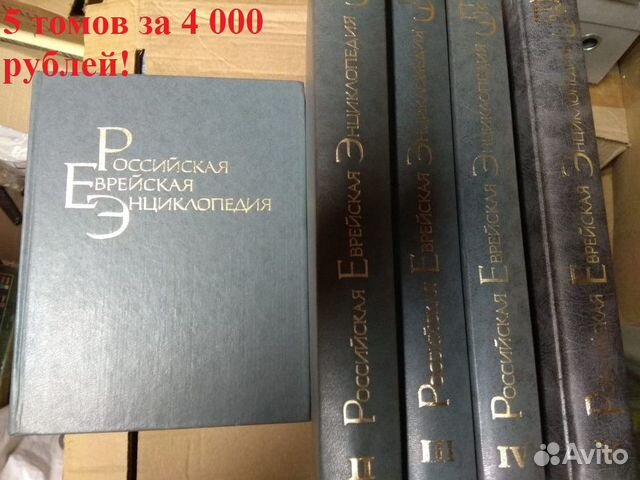 5 томов за 4 000
рублей!
Российская
Еврейская
Энциклопедия
Российская Еврейская Энциклопедия
II
Российская Еврейская Энциклопедия
III
Российская Еврейская Энциклопедия
IV
Российская Еврейская Энциклопедия
Avito